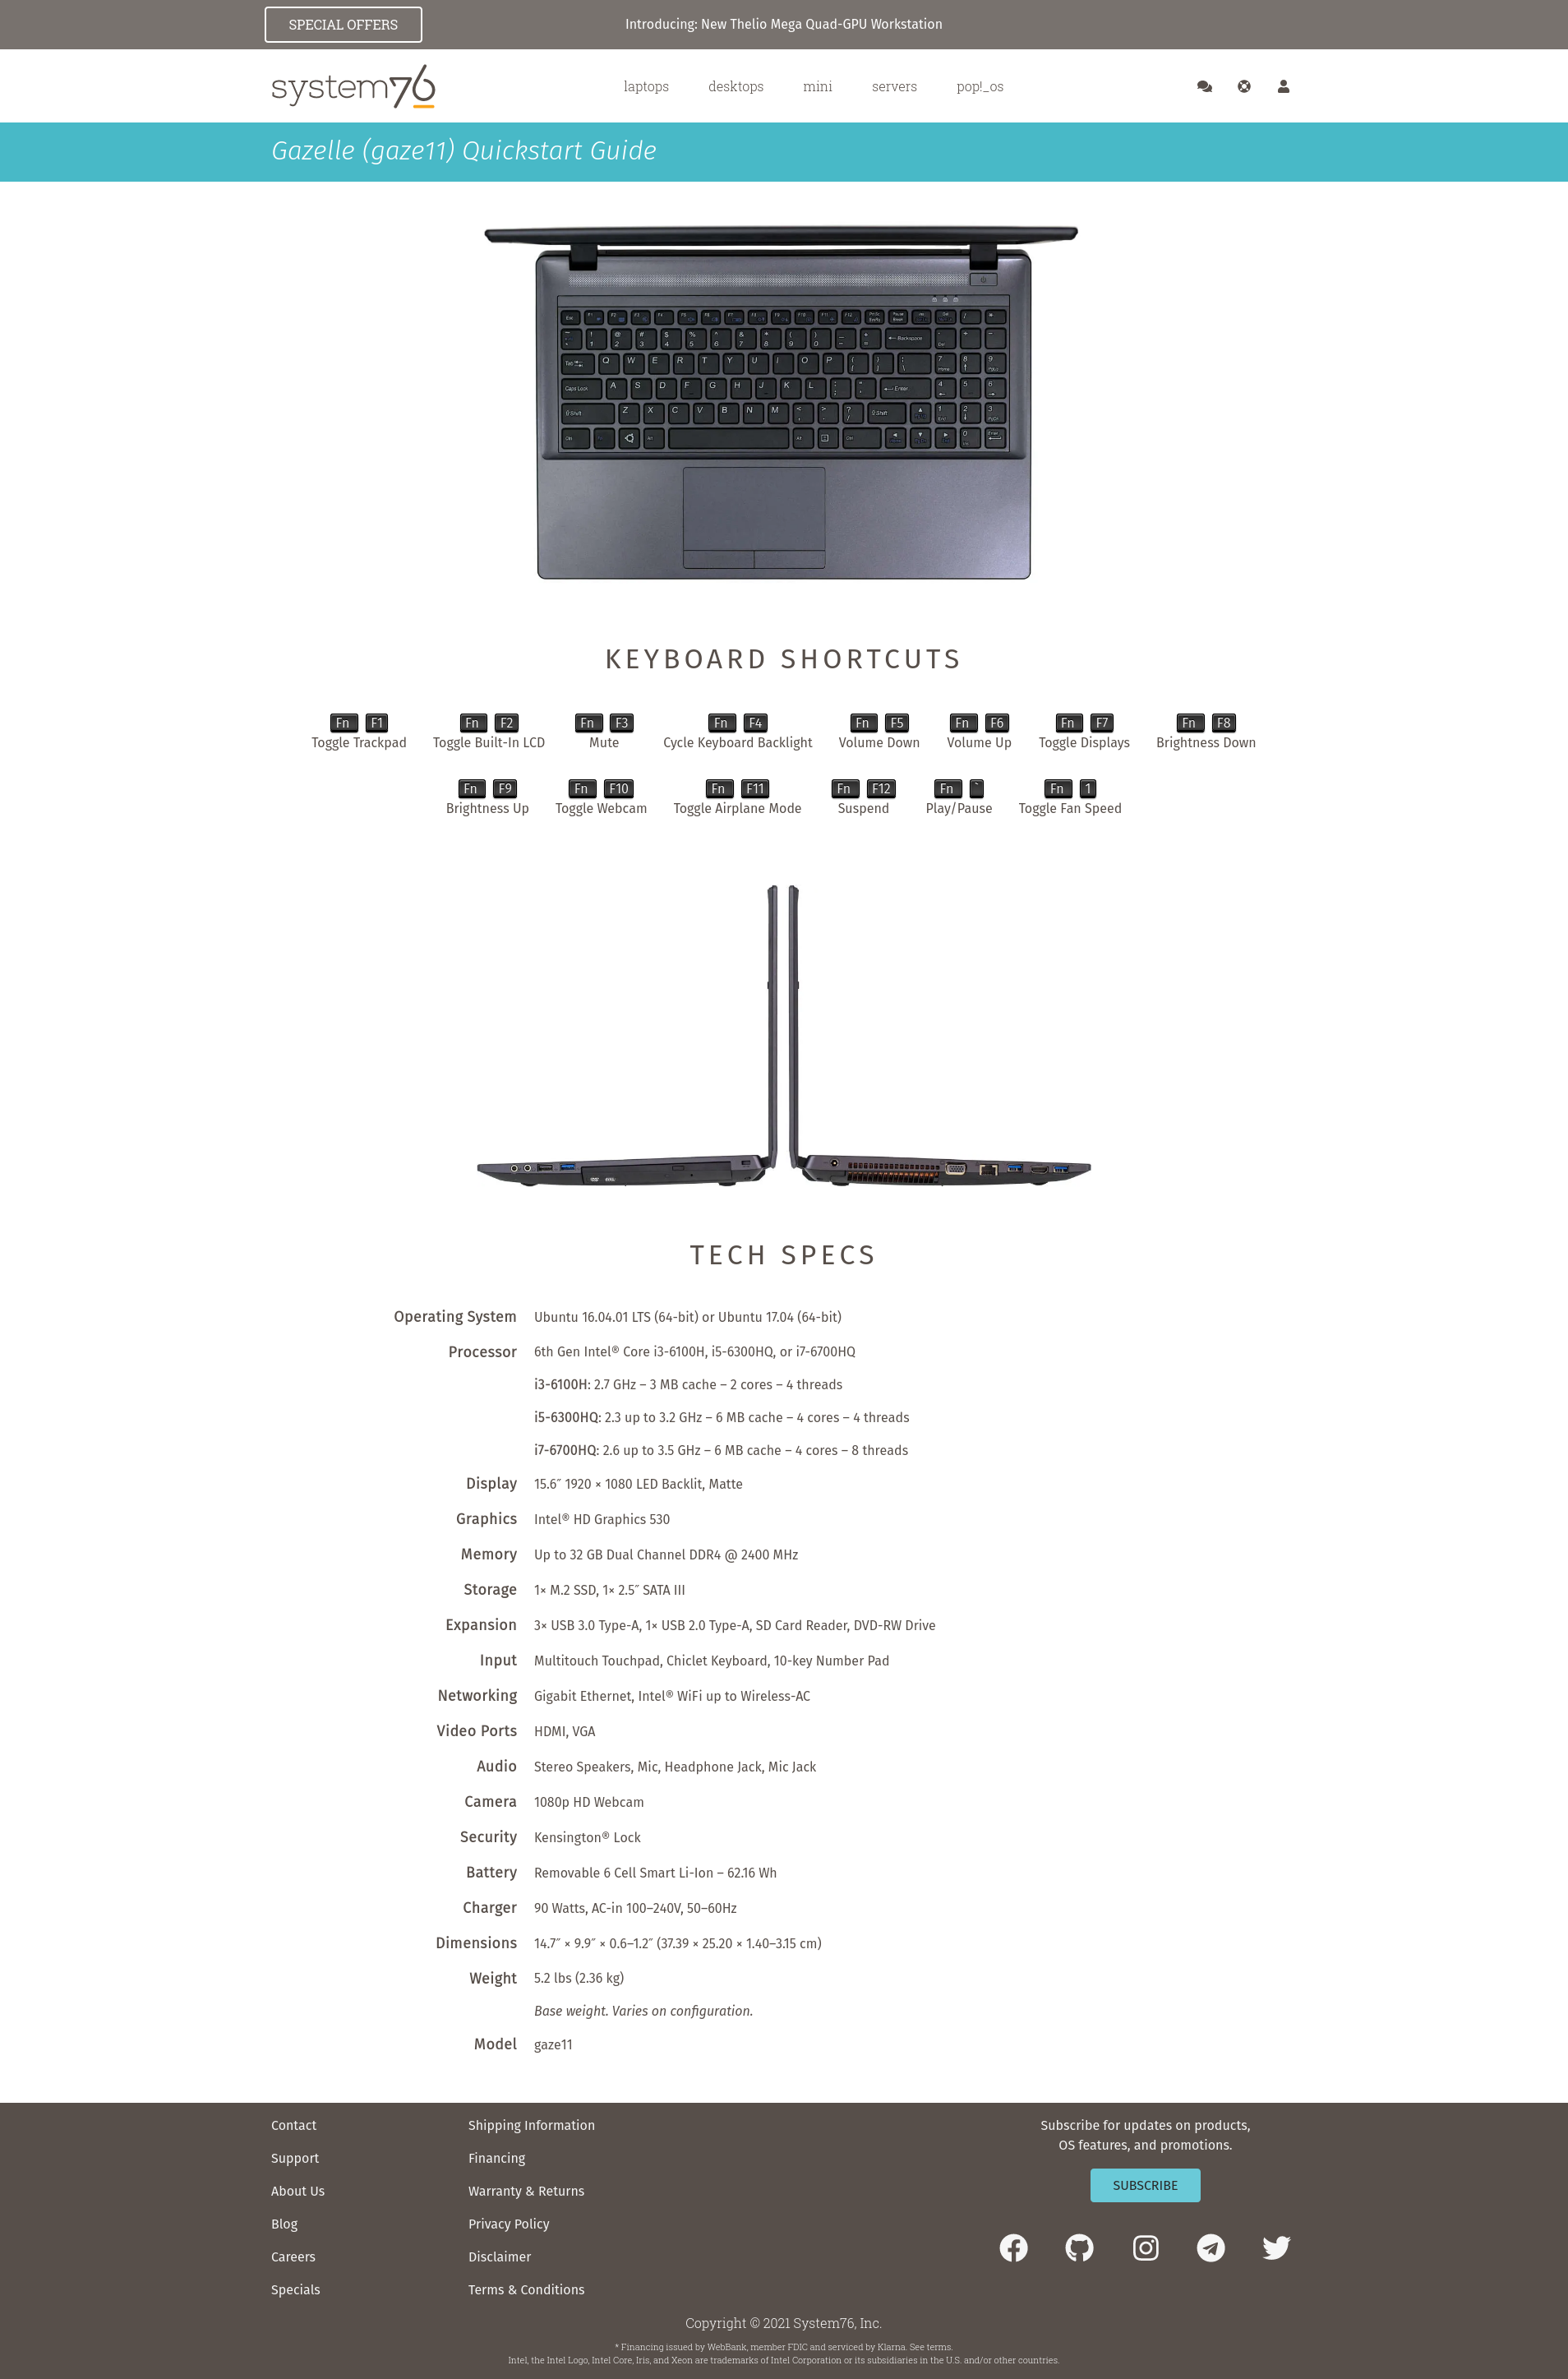 SPECIAL OFFERS
Introducing: New Thelio Mega Quad-GPU Workstation
system76
laptops desktops mini servers pop!_os
Gazelle (gaze11) Quickstart Guide
KEYBOARD SHORTCUTS
Fn F1 Fn F2 Fn F3 Fn F4 Fn F5 Fn F6 Fn F7 Fn F8
Toggle Trackpad Toggle Built-In LCD Mute Cycle Keyboard Backlight Volume Down Volume Up Toggle Displays Brightness Down
Fn F9 Fn F10 Fn F11 Fn F12 Fn ` Fn 1
Brightness Up Toggle Webcam Toggle Airplane Mode Suspend Play/Pause Toggle Fan Speed
TECH SPECS
Operating System Ubuntu 16.04.01 LTS (64-bit) or Ubuntu 17.04 (64-bit)
Processor 6th Gen Intel® Core i3-6100H, i5-6300HQ, or i7-6700HQ
i3-6100H: 2.7 GHz – 3 MB cache – 2 cores – 4 threads
i5-6300HQ: 2.3 up to 3.2 GHz – 6 MB cache – 4 cores – 4 threads
i7-6700HQ: 2.6 up to 3.5 GHz – 6 MB cache – 4 cores – 8 threads
Display 15.6˝ 1920 × 1080 LED Backlit, Matte
Graphics Intel® HD Graphics 530
Memory Up to 32 GB Dual Channel DDR4 @ 2400 MHz
Storage 1× M.2 SSD, 1× 2.5˝ SATA III
Expansion 3× USB 3.0 Type-A, 1× USB 2.0 Type-A, SD Card Reader, DVD-RW Drive
Input Multitouch Touchpad, Chiclet Keyboard, 10-key Number Pad
Networking Gigabit Ethernet, Intel® WiFi up to Wireless-AC
Video Ports HDMI, VGA
Audio Stereo Speakers, Mic, Headphone Jack, Mic Jack
Camera 1080p HD Webcam
Security Kensington® Lock
Battery Removable 6 Cell Smart Li-Ion – 62.16 Wh
Charger 90 Watts, AC-in 100–240V, 50–60Hz
Dimensions 14.7˝ × 9.9˝ × 0.6–1.2˝ (37.39 × 25.20 × 1.40–3.15 cm)
Weight 5.2 lbs (2.36 kg)
Base weight. Varies on configuration.
Model gaze11
Contact
Support
About Us
Blog
Careers
Specials
Shipping Information
Financing
Warranty & Returns
Privacy Policy
Disclaimer
Terms & Conditions
Subscribe for updates on products,
OS features, and promotions.
SUBSCRIBE
Copyright © 2021 System76, Inc.
* Financing issued by WebBank, member FDIC and serviced by Klarna. See terms.
Intel, the Intel Logo, Intel Core, Iris, and Xeon are trademarks of Intel Corporation or its subsidiaries in the U.S. and/or other countries.